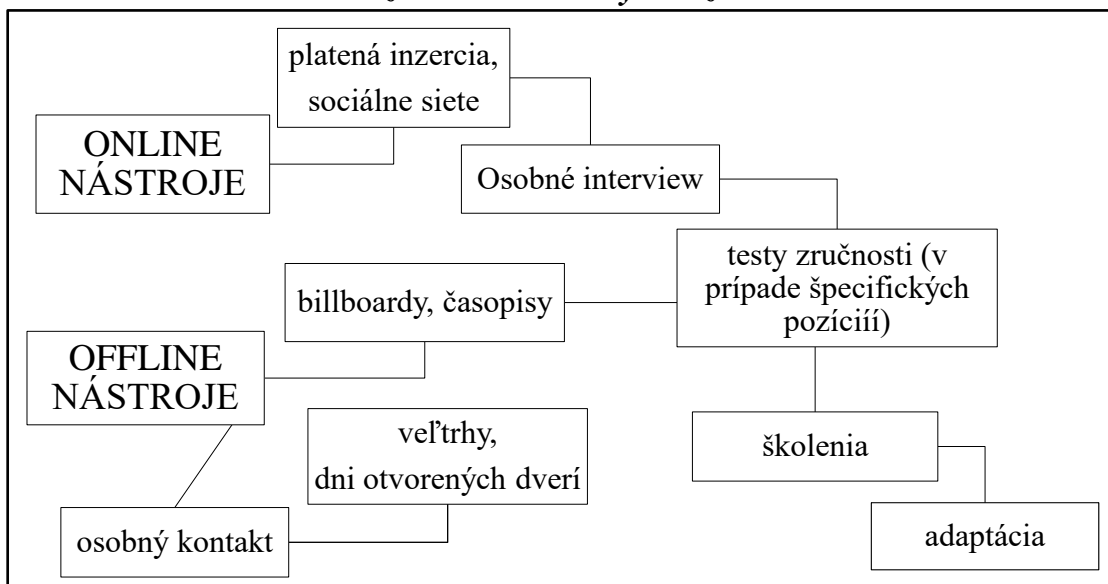 platená inzercia,
sociálne siete
ONLINE
NÁSTROJE
Osobné interview
testy zručnosti (v
prípade špecifických
pozíciíí)
billboardy, časopisy
OFFLINE
NÁSTROJE
veľtrhy,
dni otvorených dverí
školenia
osobný kontakt
adaptácia